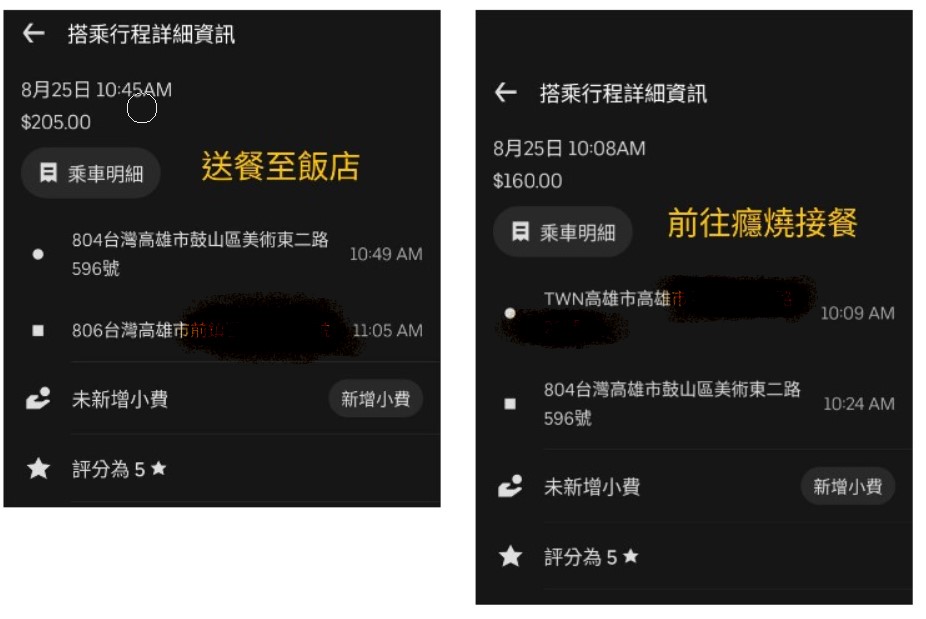 搭乘行程詳細資訊
8月25日 10:45AM
$205.00
乘車明細
送餐至飯店
804台灣高雄市鼓山區美術東二路
596號
10:49 AM
806台灣高雄市前
11:05 AM
未新增小費
新增小費
評分為 5
搭乘行程詳細資訊
8月25日 10:08AM
$160.00
乘車明細
前往癮燒接餐
TWN高雄市高雄市
10:09 AM
804台灣高雄市鼓山區美術東二路
596號
10:24 AM
未新增小費
新增小費
評分為 5